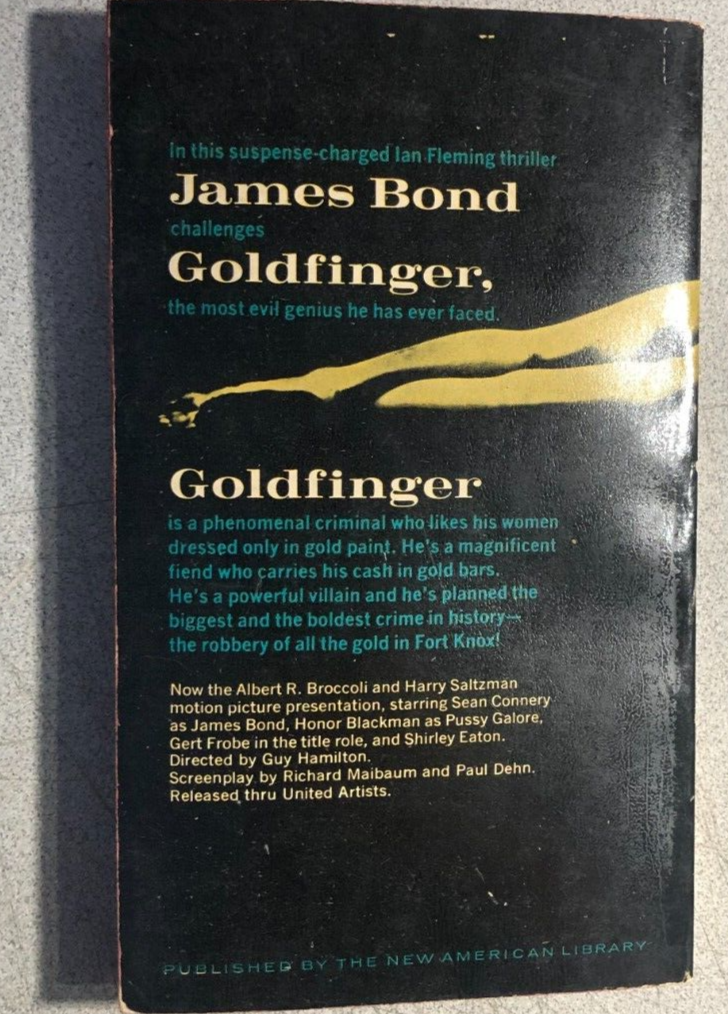 In this suspense-charged Ian Fleming thriller
James Bond
challenges
Goldfinger,
the most evil genius he has ever faced.
Goldfinger
is a phenomenal criminal who likes his women
dressed only in gold paint. He's a magnificent
fiend who carries his cash in gold bars.
He's a powerful villain and he's planned the
biggest and the boldest crime in history—
the robbery of all the gold in Fort Knox!
Now the Albert R. Broccoli and Harry Saltzman
motion picture presentation, starring Sean Connery
as James Bond, Honor Blackman as Pussy Galore,
Gert Frobe in the title role, and Shirley Eaton.
Directed by Guy Hamilton.
Screenplay by Richard Maibaum and Paul Dehn.
Released thru United Artists.
PUBLISHED BY THE NEW AMERICAN LIBRARY